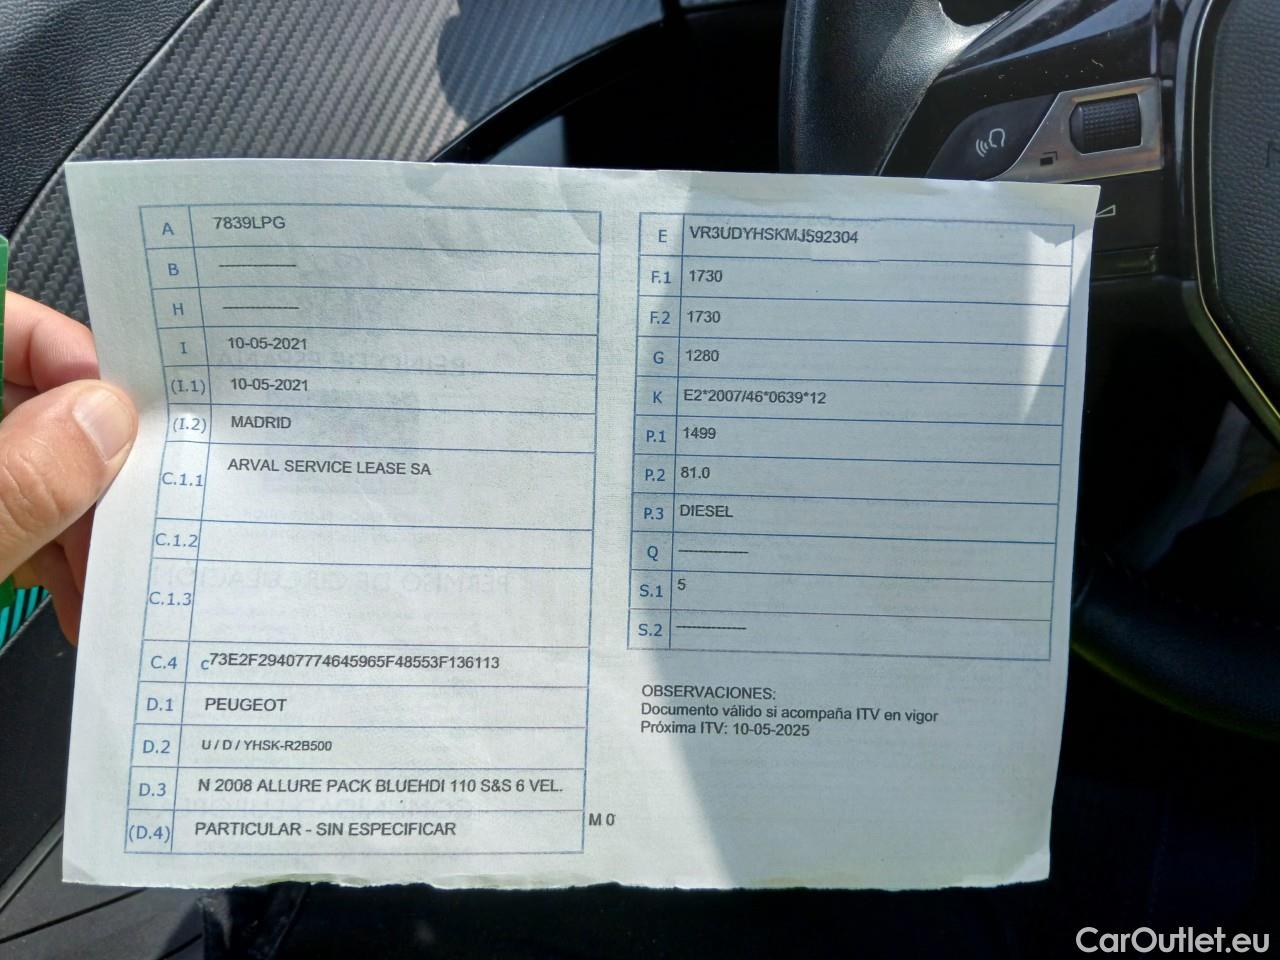 A 7839LPG
B ------------------
H ------------------
I 10-05-2021
(I.1) 10-05-2021
(I.2) MADRID
C.1.1 ARVAL SERVICE LEASE SA
C.1.2
C.1.3
C.4 c73E2F29407774645965F48553F136113
D.1 PEUGEOT
D.2 U / D / YHSK-R2B500
D.3 N 2008 ALLURE PACK BLUEHDI 110 S&S 6 VEL.
(D.4) PARTICULAR - SIN ESPECIFICAR
M 0
E VR3UDYHSKMJ592304
F.1 1730
F.2 1730
G 1280
K E2*2007/46*0639*12
P.1 1499
P.2 81.0
P.3 DIESEL
Q ------------------
S.1 5
S.2 ------------------
OBSERVACIONES:
Documento válido si acompaña ITV en vigor
Próxima ITV: 10-05-2025
CarOutlet.eu